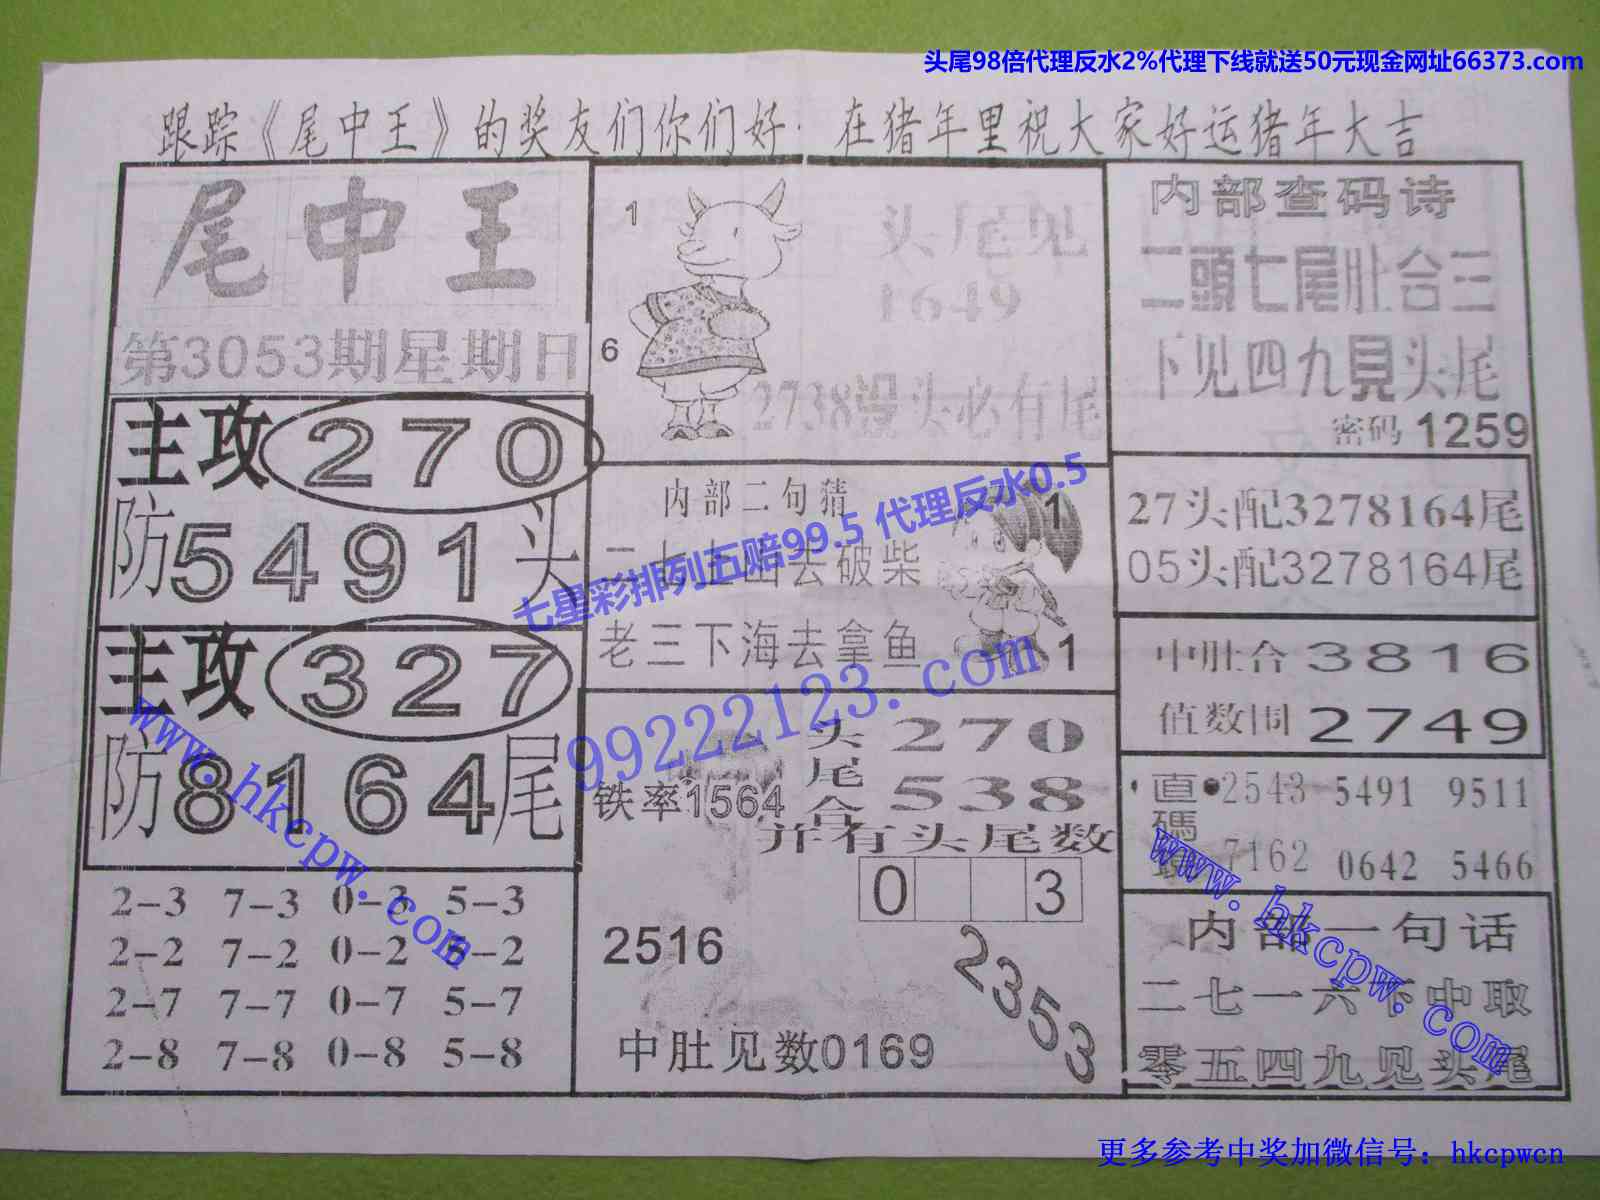 头尾98倍代理反水2%代理下线就送50元现金网址66373.com
跟踪《尾中王》的奖友们你们好 在猪年里祝大家好运猪年大吉
尾中王
第3053期星期日
主攻270
防5491头
主攻327
防8164尾
2-3 7-3 0-3 5-3
2-2 7-2 0-2 5-2
2-7 7-7 0-7 5-7
2-8 7-8 0-8 5-8
1
6
头尾见
1649
2738没头必有尾
内部二句猜
1
二七上山去破柴
老三下海去拿鱼
1
七星彩排列五赔99.5 代理反水0.5
99222123.com
头 270
尾
合 538
铁率1564
并有头尾数
0 3
2516
2353
中肚见数0169
内部查码诗
二頭七尾肚合三
下见四九見头尾
密码 1259
27头配3278164尾
05头配3278164尾
中肚合3816
值数围2749
直碼 2543 5491 9511
7162 0642 5466
内部一句话
二七一六下中取
零五四九见头尾
www.hkcpw.com
www.hkcpw.com
更多参考中奖加微信号：hkcpwcn